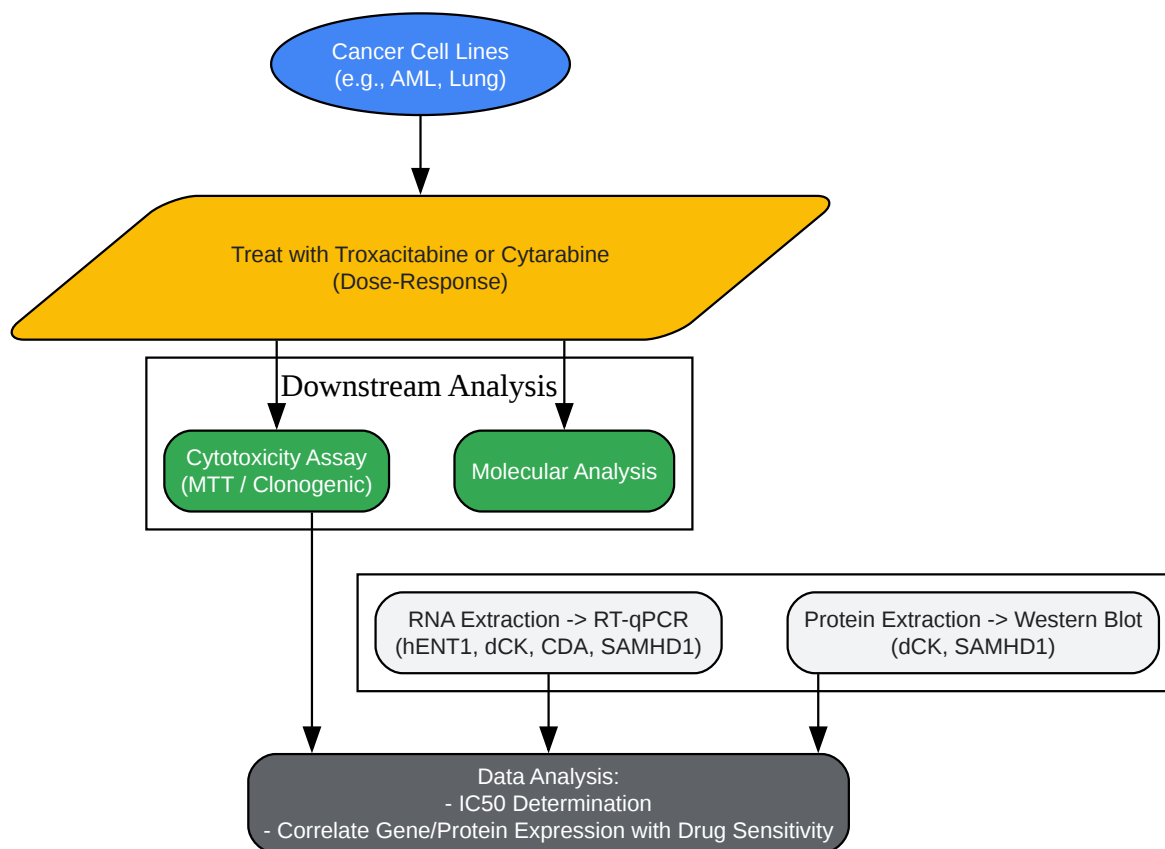 Cancer Cell Lines
(e.g., AML, Lung)
Treat with Troxacitabine or Cytarabine
(Dose-Response)
Downstream Analysis
Cytotoxicity Assay
(MTT / Clonogenic)
Molecular Analysis
RNA Extraction -> RT-qPCR
(hENT1, dCK, CDA, SAMHD1)
Protein Extraction -> Western Blot
(dCK, SAMHD1)
Data Analysis:
- IC50 Determination
- Correlate Gene/Protein Expression with Drug Sensitivity